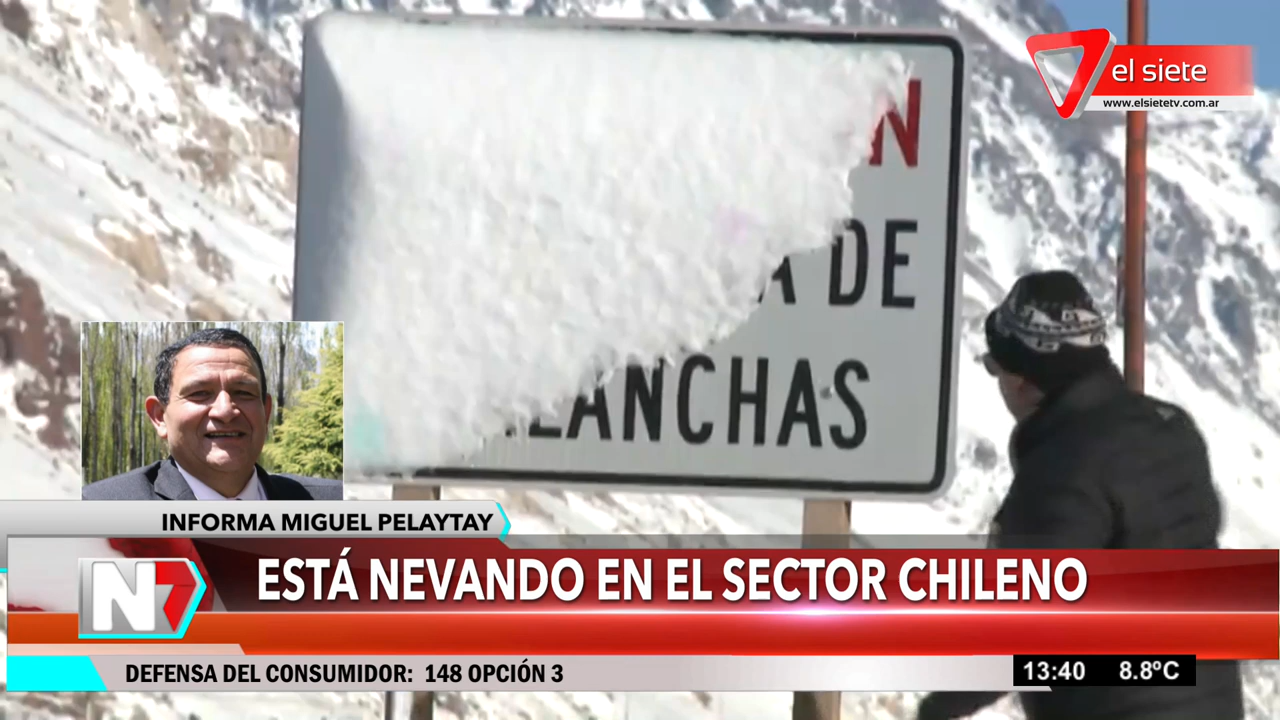 el siete
www.elsietetv.com.ar
N
DE
LANCHAS
INFORMA MIGUEL PELAYTAY
N7
ESTÁ NEVANDO EN EL SECTOR CHILENO
DEFENSA DEL CONSUMIDOR: 148 OPCIÓN 3
13:40 8.8ºC